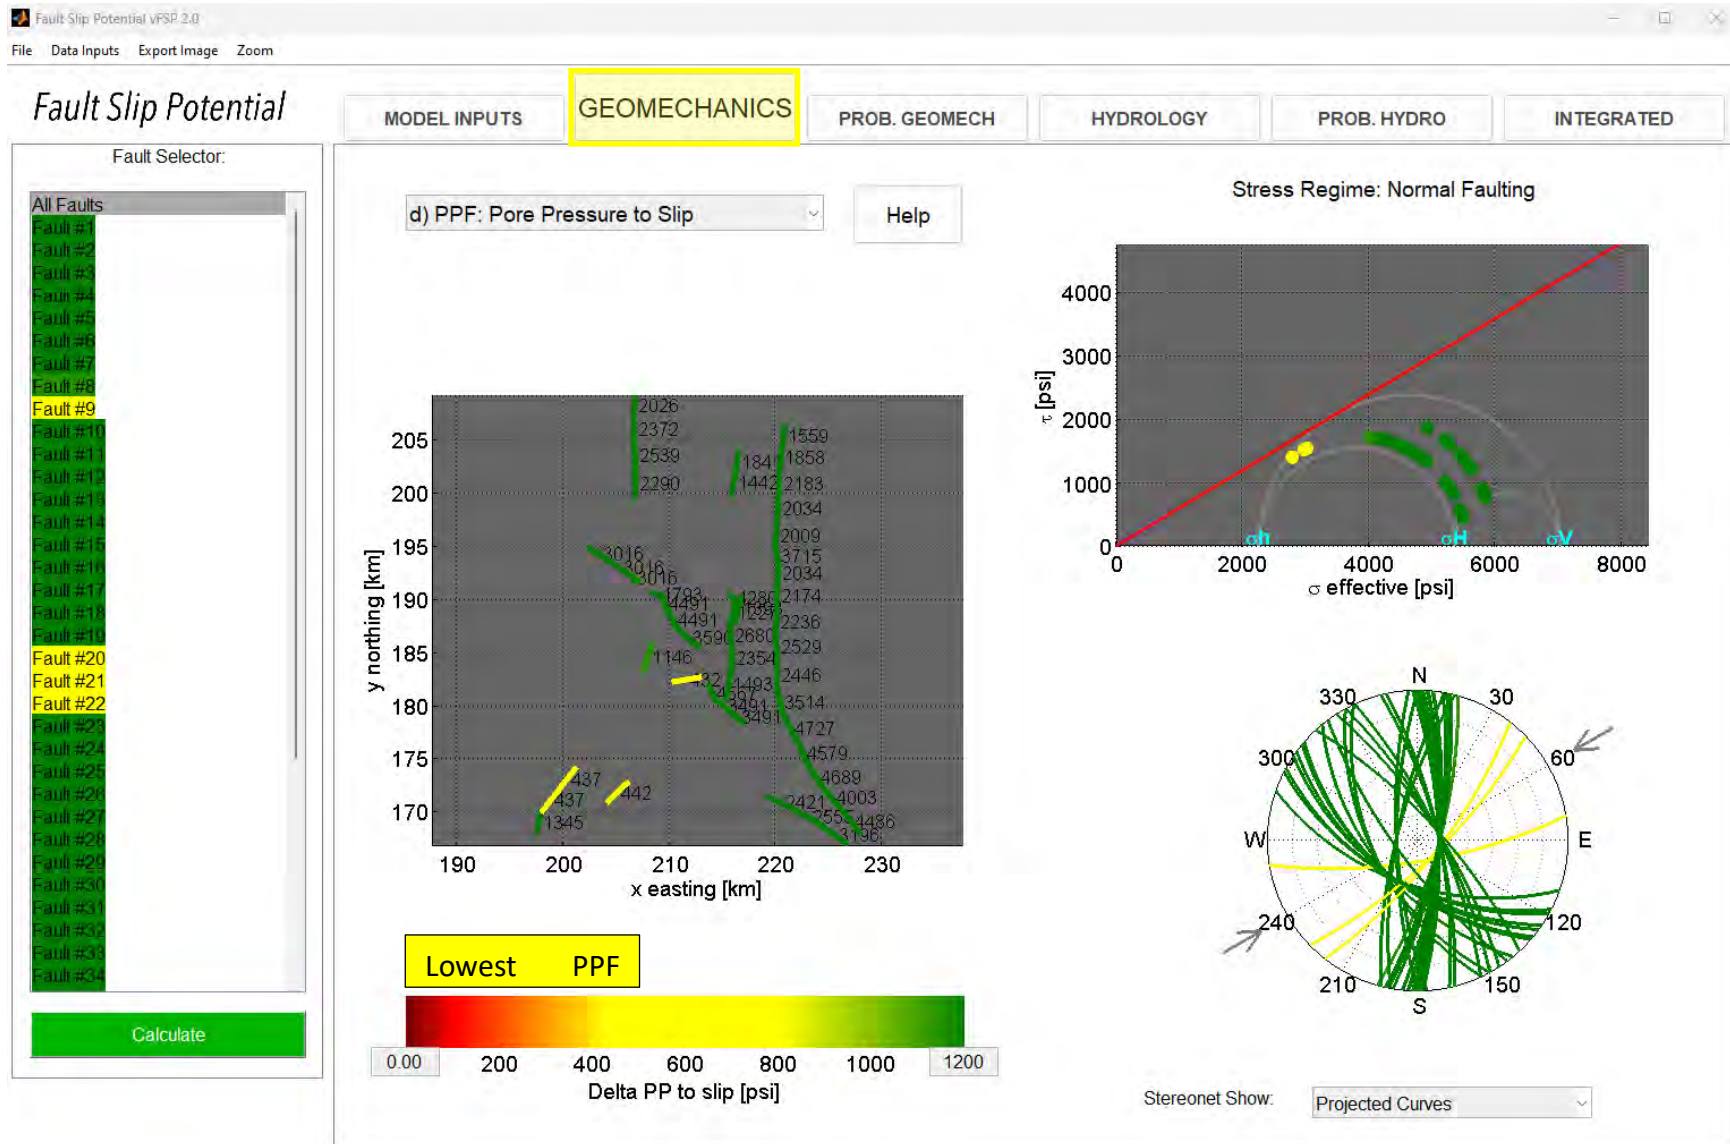 Fault Slip Potential vFSP 2.0
File Data Inputs Export Image Zoom
Fault Slip Potential
MODEL INPUTS GEOMECHANICS PROB. GEOMECH HYDROLOGY PROB. HYDRO INTEGRATED
Fault Selector:
All Faults
Fault #1
Fault #2
Fault #3
Fault #4
Fault #5
Fault #6
Fault #7
Fault #8
Fault #9
Fault #10
Fault #11
Fault #12
Fault #13
Fault #14
Fault #15
Fault #16
Fault #17
Fault #18
Fault #19
Fault #20
Fault #21
Fault #22
Fault #23
Fault #24
Fault #25
Fault #26
Fault #27
Fault #28
Fault #29
Fault #30
Fault #31
Fault #32
Fault #33
Fault #34
Calculate
d) PPF: Pore Pressure to Slip
Help
2026
2372
1559
2539
1858
2290
1442
2183
2034
2009
3016
3715
2034
3016
1793
2174
4491
4491
2236
2680
2529
1146
2354
2446
1493
3514
3491
3491
4727
4579
437
4689
437
442
2421
4003
1345
4486
3196
205
200
195
190
185
180
175
170
y northing [km]
190 200 210 220 230
x easting [km]
Lowest PPF
0.00 200 400 600 800 1000 1200
Delta PP to slip [psi]
Stress Regime: Normal Faulting
4000
3000
2000
1000
0
τ [psi]
σh σH σV
0 2000 4000 6000 8000
σ effective [psi]
N
330 30
300 60
W E
240 120
210 150
S
Stereonet Show: Projected Curves